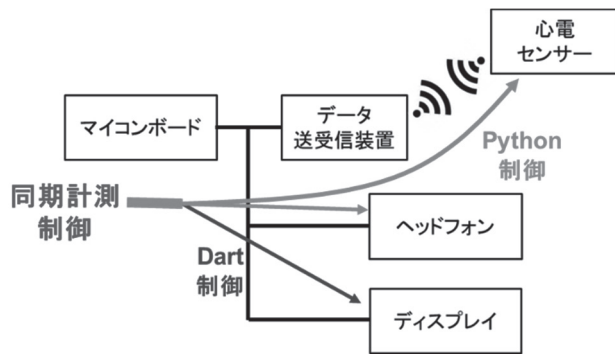 心電
センサー
データ
送受信装置
マイコンボード
Python
制御
同期計測
制御
ヘッドフォン
Dart
制御
ディスプレイ